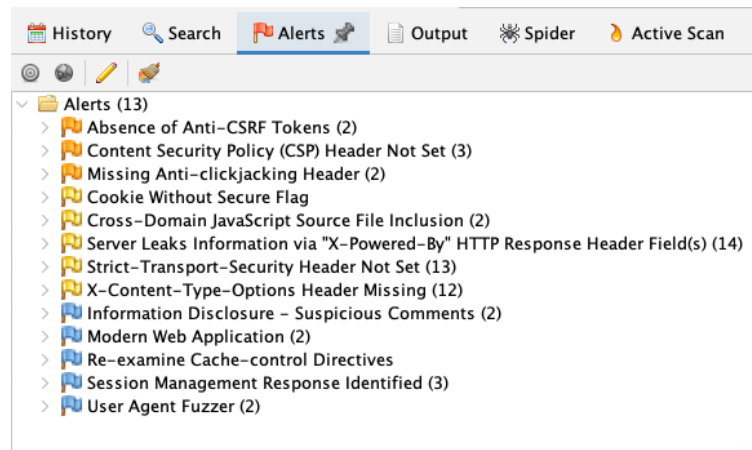 History Search Alerts Output Spider Active Scan
Alerts (13)
Absence of Anti-CSRF Tokens (2)
Content Security Policy (CSP) Header Not Set (3)
Missing Anti-clickjacking Header (2)
Cookie Without Secure Flag
Cross-Domain JavaScript Source File Inclusion (2)
Server Leaks Information via "X-Powered-By" HTTP Response Header Field(s) (14)
Strict-Transport-Security Header Not Set (13)
X-Content-Type-Options Header Missing (12)
Information Disclosure – Suspicious Comments (2)
Modern Web Application (2)
Re-examine Cache-control Directives
Session Management Response Identified (3)
User Agent Fuzzer (2)